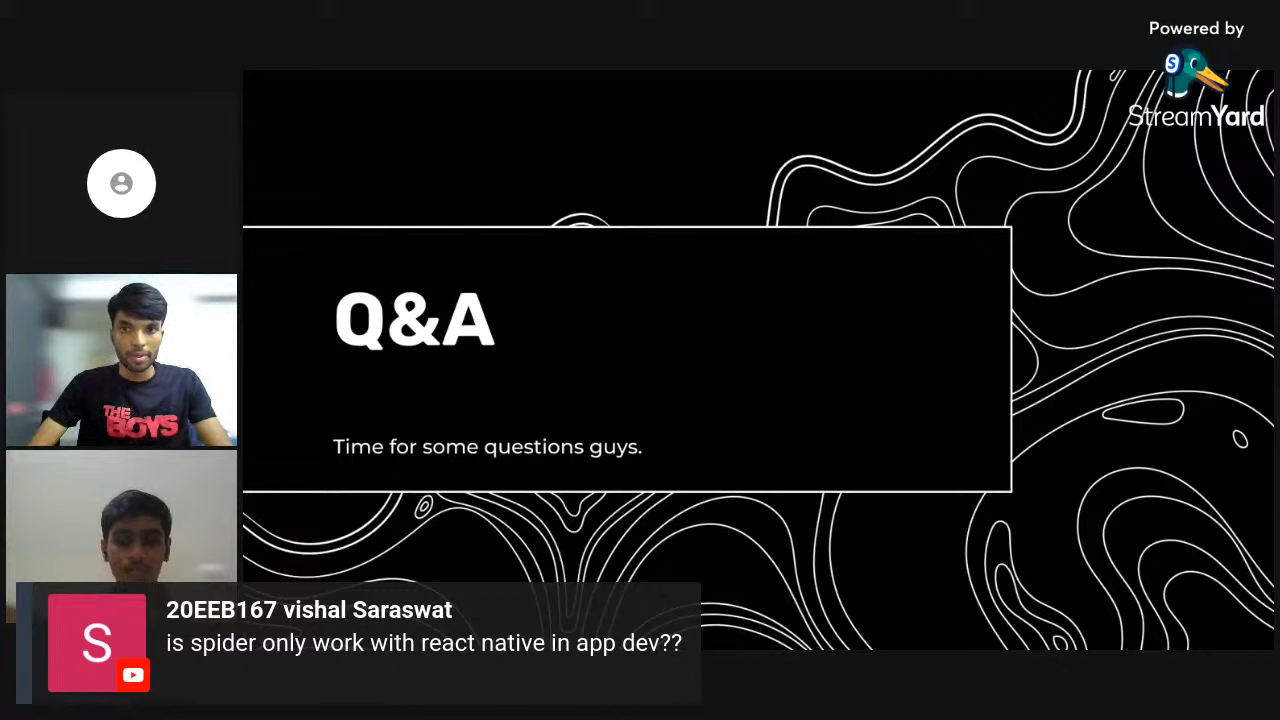 Powered by
S
StreamYard
Q&A
THE
BOYS
Time for some questions guys.
S
20EEB167 vishal Saraswat
is spider only work with react native in app dev??